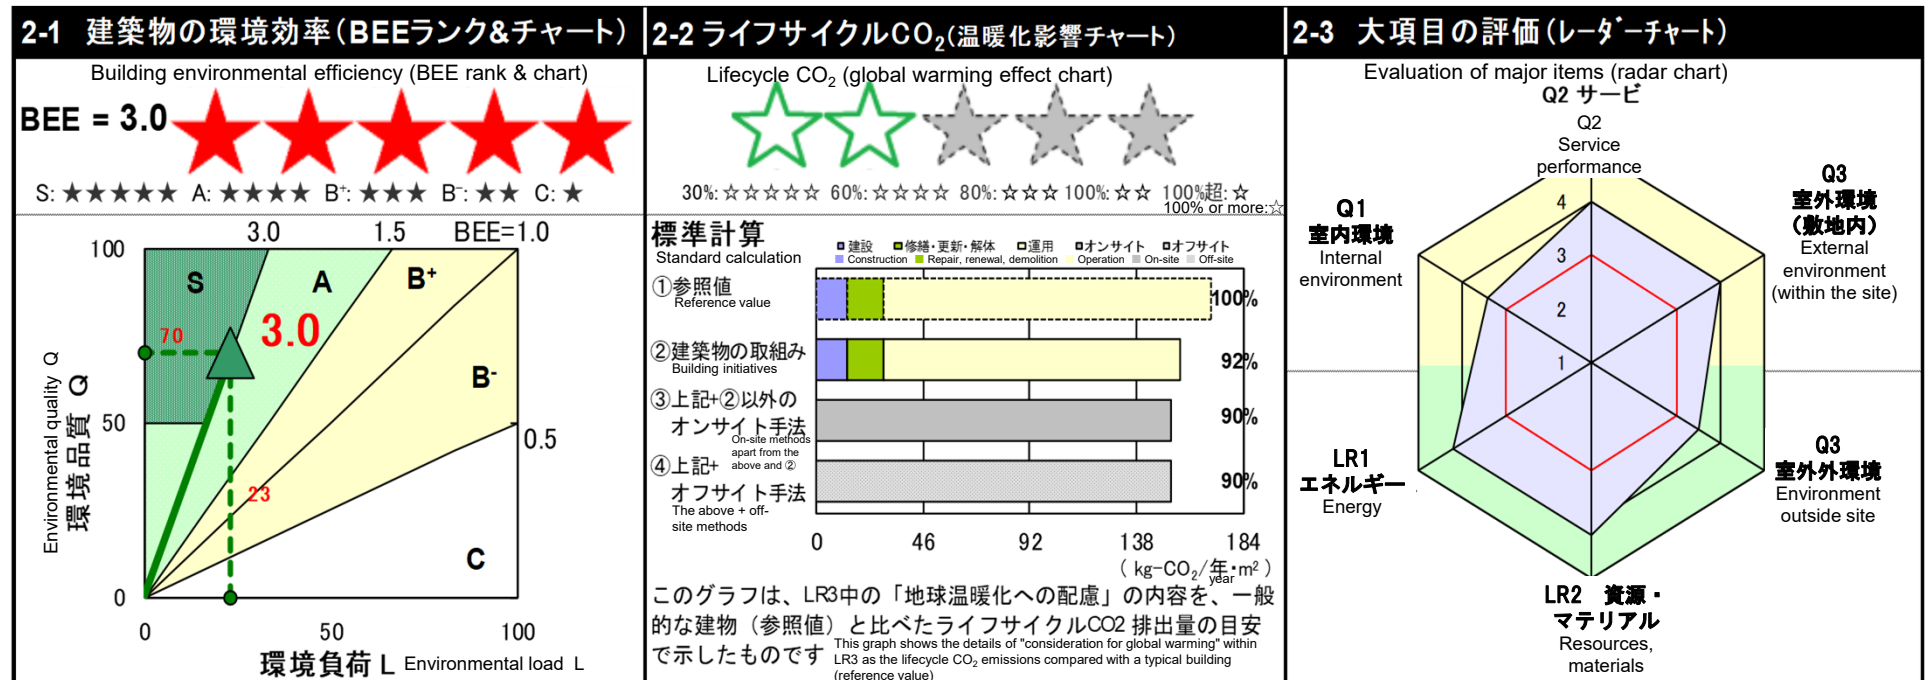 2-1 建築物の環境効率(BEEランク&チャート)
Building environmental efficiency (BEE rank & chart)
BEE = 3.0
S: ★★★★★ A: ★★★★ B⁺: ★★★ B⁻: ★★ C: ★
3.0 1.5 BEE=1.0
100
S
A
B⁺
70
3.0
B⁻
50
0.5
23
C
0
Environmental quality Q
環境品質 Q
0 50 100
環境負荷 L Environmental load L
2-2 ライフサイクルCO₂(温暖化影響チャート)
Lifecycle CO₂ (global warming effect chart)
30%: ☆☆☆☆☆ 60%: ☆☆☆☆ 80%: ☆☆☆ 100%: ☆☆ 100%超: ☆
100% or more:☆
標準計算
Standard calculation
建設 修繕・更新・解体 運用 オンサイト オフサイト
Construction Repair, renewal, demolition Operation On-site Off-site
①参照値
Reference value
100%
②建築物の取組み
Building initiatives
92%
③上記+②以外の
オンサイト手法
On-site methods
apart from the
above and ②
90%
④上記+
オフサイト手法
The above + off-
site methods
90%
0 46 92 138 184
( kg-CO₂/年・m² )
year
このグラフは、LR3中の「地球温暖化への配慮」の内容を、一般
的な建物(参照値)と比べたライフサイクルCO2 排出量の目安
で示したものです
This graph shows the details of "consideration for global warming" within
LR3 as the lifecycle CO₂ emissions compared with a typical building
(reference value)
2-3 大項目の評価(レーダーチャート)
Evaluation of major items (radar chart)
Q2 サービ
Q2
Service
performance
Q3
室外環境
(敷地内)
External
environment
(within the site)
Q1
室内環境
Internal
environment
4
3
2
1
LR1
エネルギー
Energy
Q3
室外外環境
Environment
outside site
LR2 資源・
マテリアル
Resources,
materials